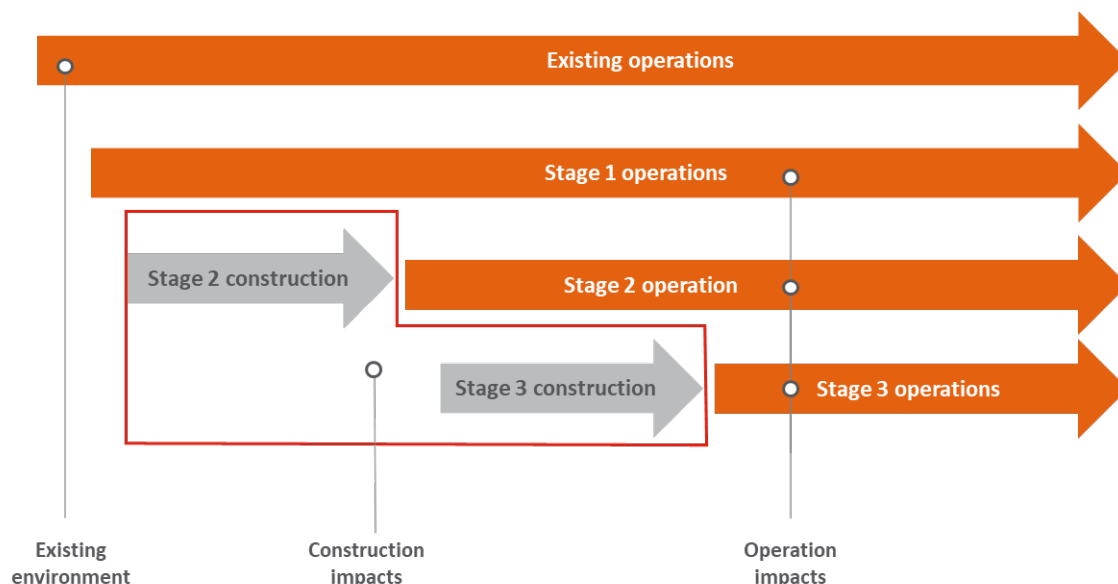 Existing operations
Stage 1 operations
Stage 2 construction
Stage 2 operation
Stage 3 construction
Stage 3 operations
Existing
environment
Construction
impacts
Operation
impacts